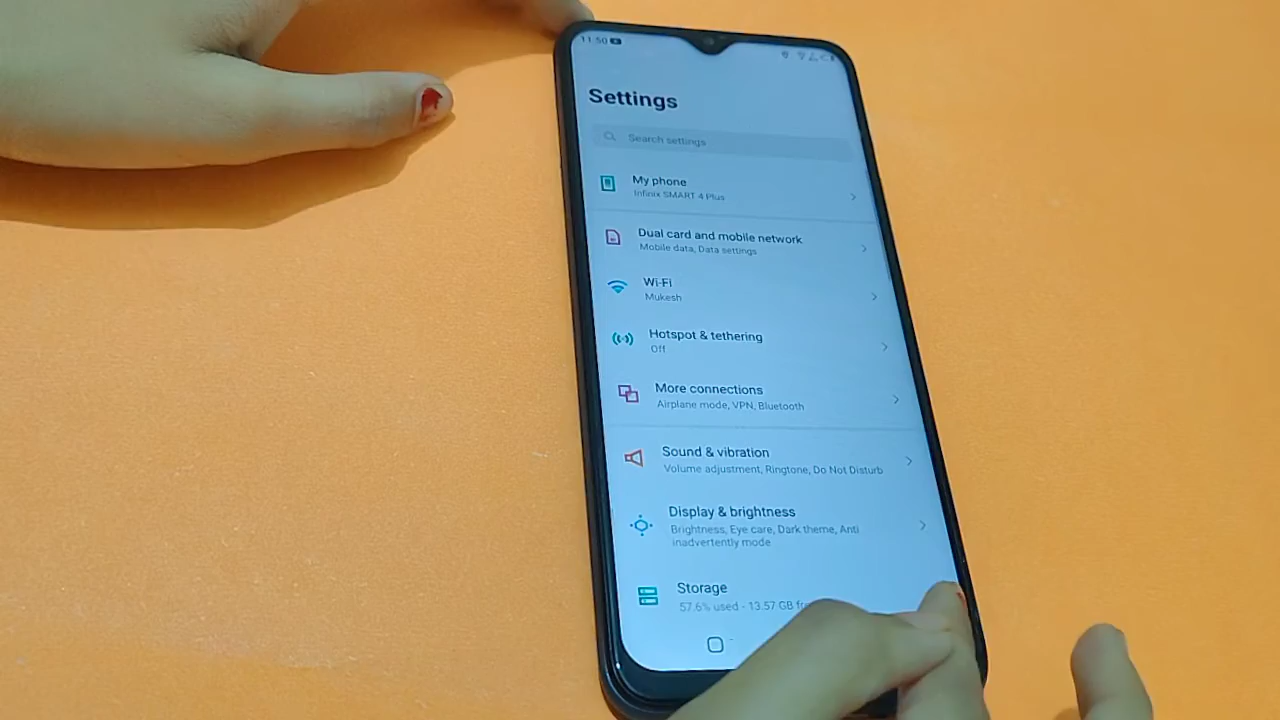 11:50
Settings
Search settings
My phone
Infinix SMART 4 Plus
Dual card and mobile network
Mobile data, Data settings
Wi-Fi
Mukesh
Hotspot & tethering
Off
More connections
Airplane mode, VPN, Bluetooth
Sound & vibration
Volume adjustment, Ringtone, Do Not Disturb
Display & brightness
Brightness, Eye care, Dark theme, Anti
inadvertently mode
Storage
57.6% used - 13.57 GB